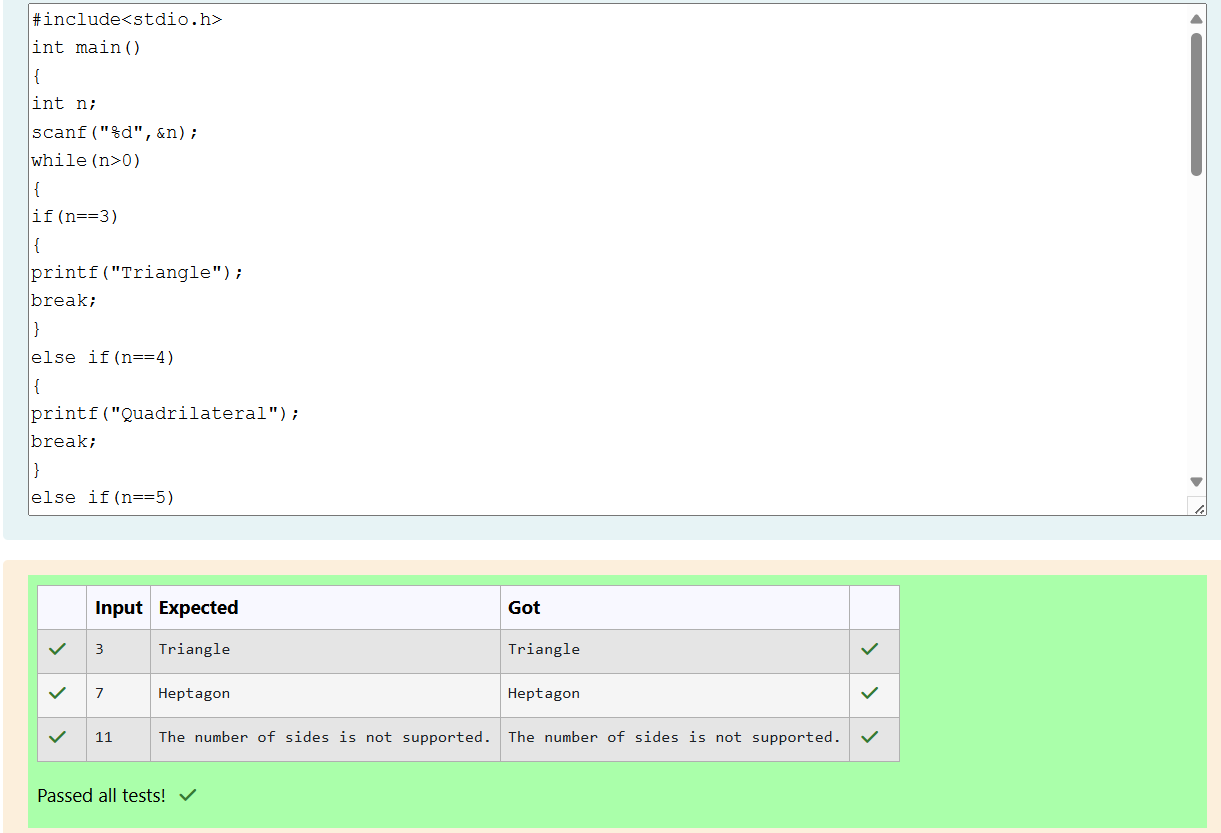 #include<stdio.h>
int main()
{
int n;
scanf("%d",&n);
while(n>0)
{
if(n==3)
{
printf("Triangle");
break;
}
else if(n==4)
{
printf("Quadrilateral");
break;
}
else if(n==5)
Input Expected Got
3 Triangle Triangle
7 Heptagon Heptagon
11 The number of sides is not supported. The number of sides is not supported.
Passed all tests!